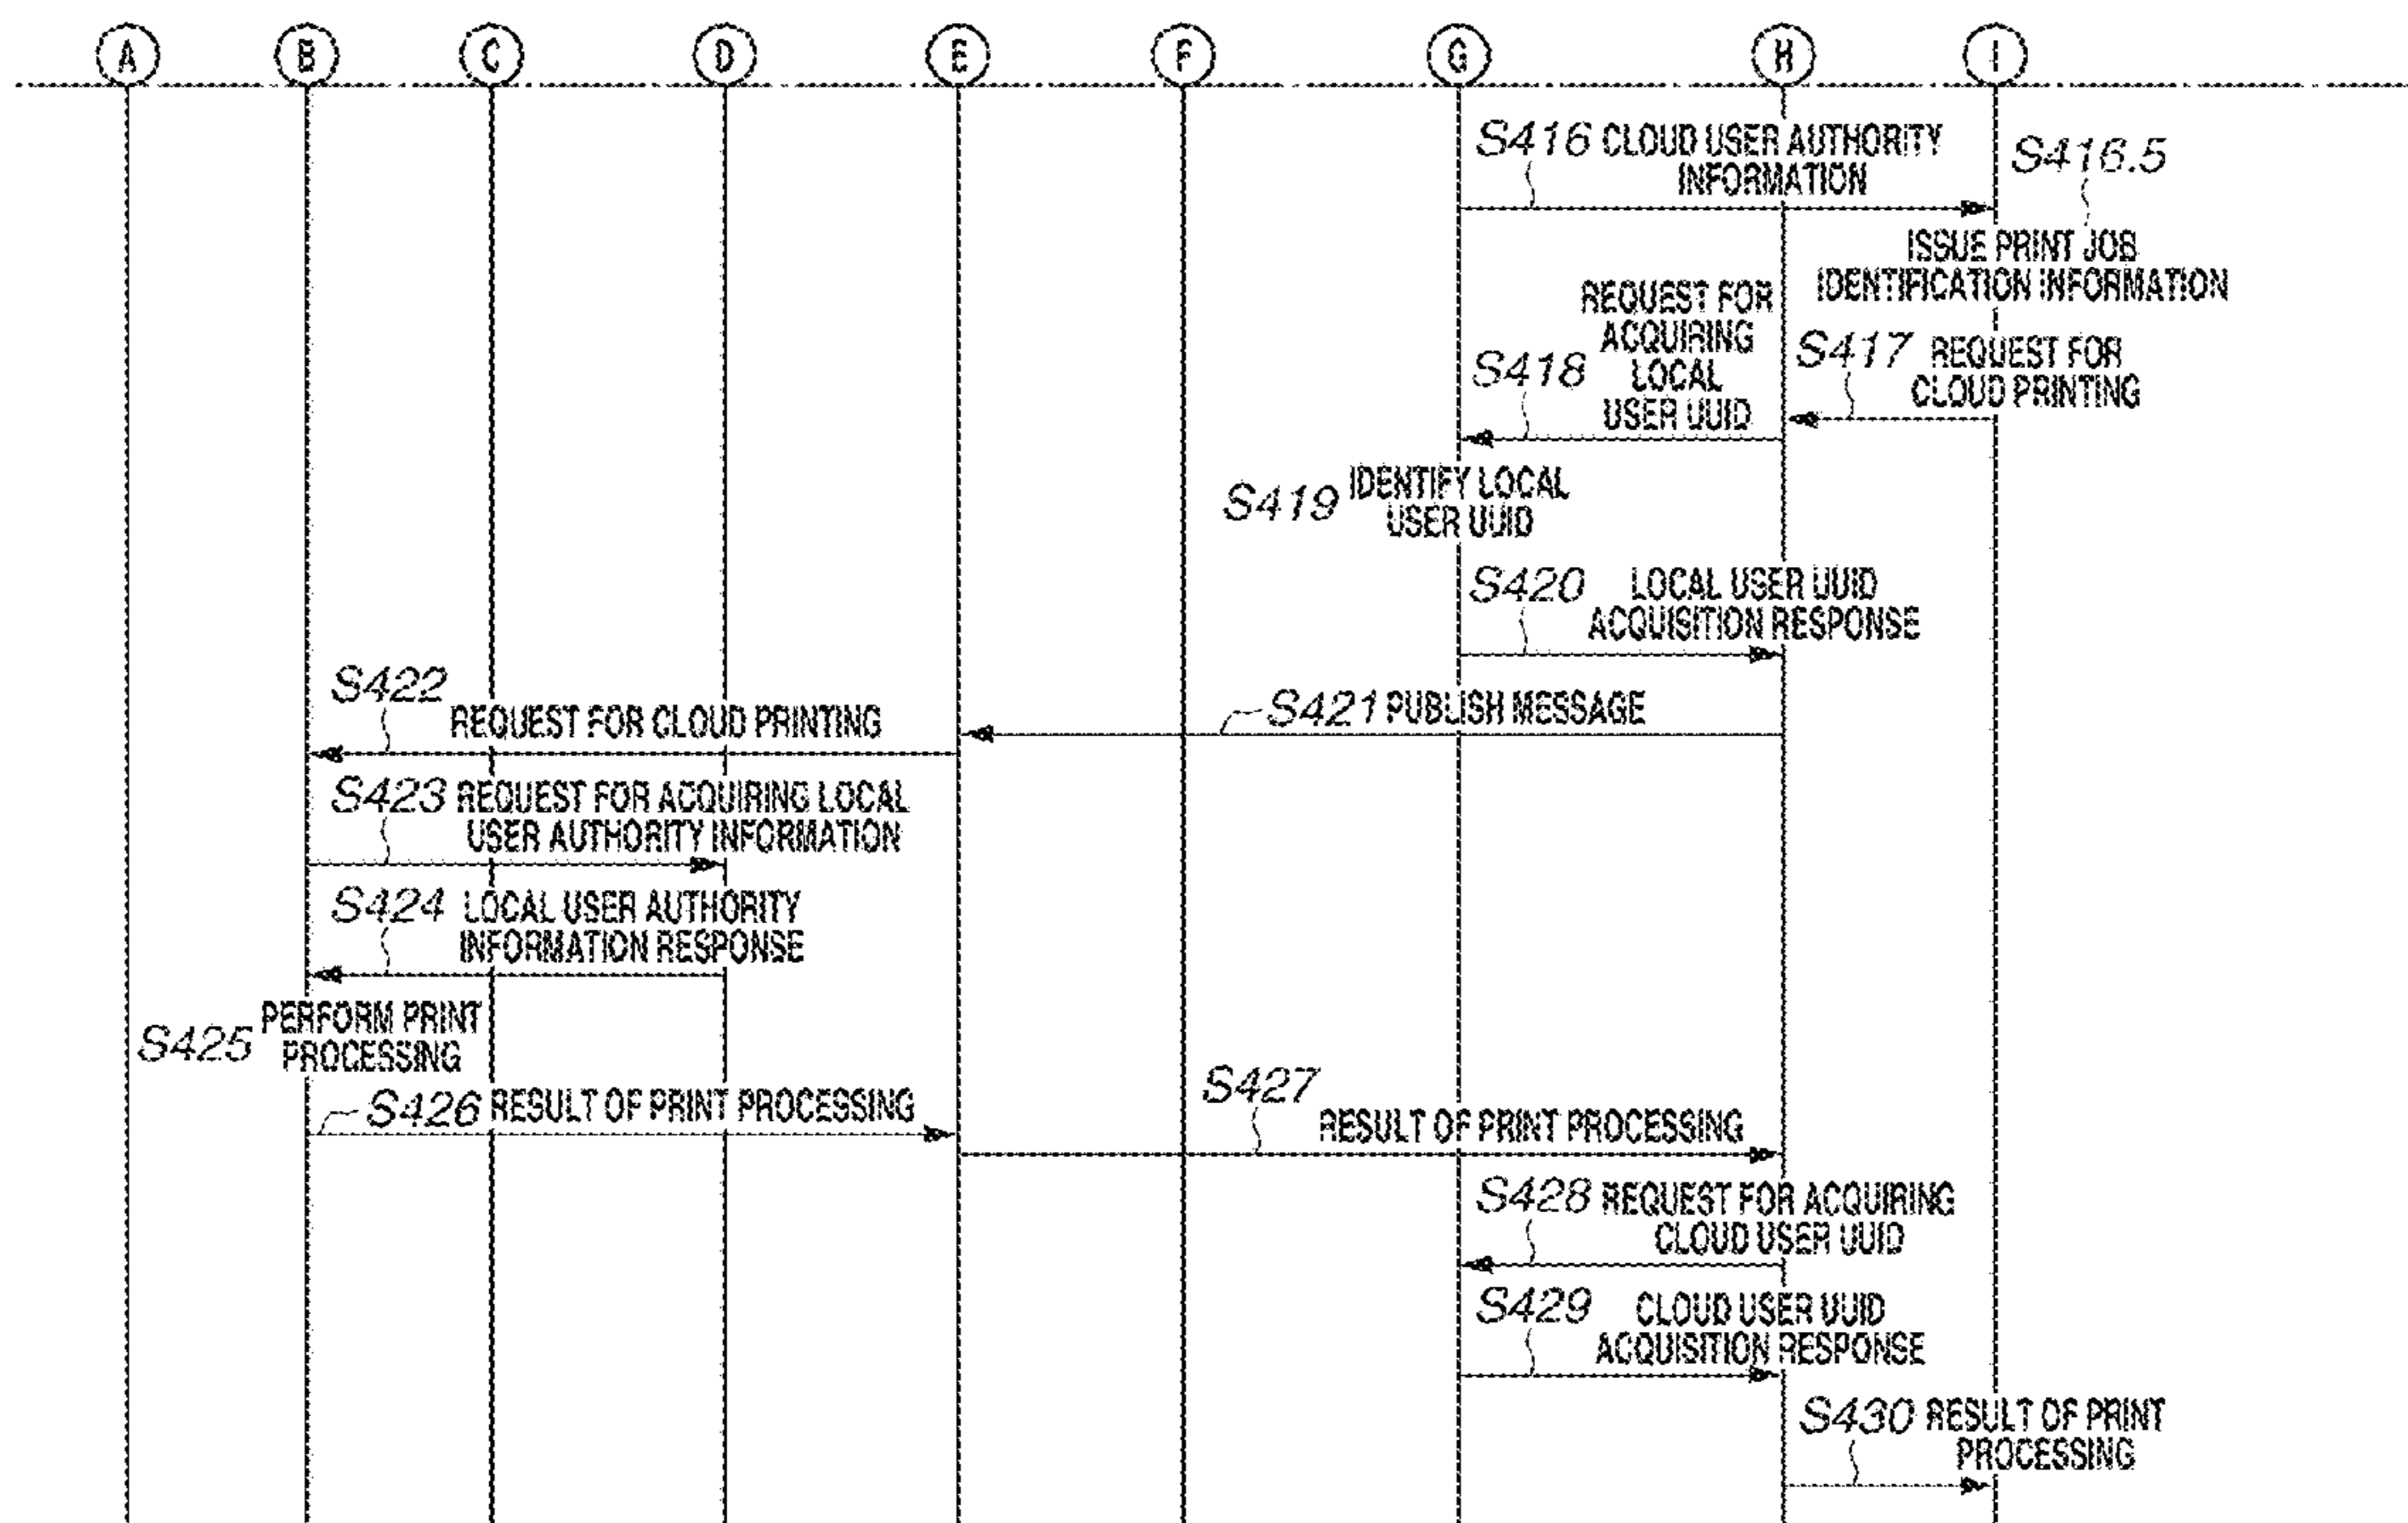 A B C D E F G H I
S416 CLOUD USER AUTHORITY
INFORMATION
S416.5
ISSUE PRINT JOB
IDENTIFICATION INFORMATION
S417 REQUEST FOR
CLOUD PRINTING
REQUEST FOR
ACQUIRING
S418 LOCAL
USER UUID
S419 IDENTIFY LOCAL
USER UUID
S420 LOCAL USER UUID
ACQUISITION RESPONSE
S421 PUBLISH MESSAGE
S422
REQUEST FOR CLOUD PRINTING
S423 REQUEST FOR ACQUIRING LOCAL
USER AUTHORITY INFORMATION
S424 LOCAL USER AUTHORITY
INFORMATION RESPONSE
S425 PERFORM PRINT
PROCESSING
S426 RESULT OF PRINT PROCESSING
S427
RESULT OF PRINT PROCESSING
S428 REQUEST FOR ACQUIRING
CLOUD USER UUID
S429 CLOUD USER UUID
ACQUISITION RESPONSE
S430 RESULT OF PRINT
PROCESSING